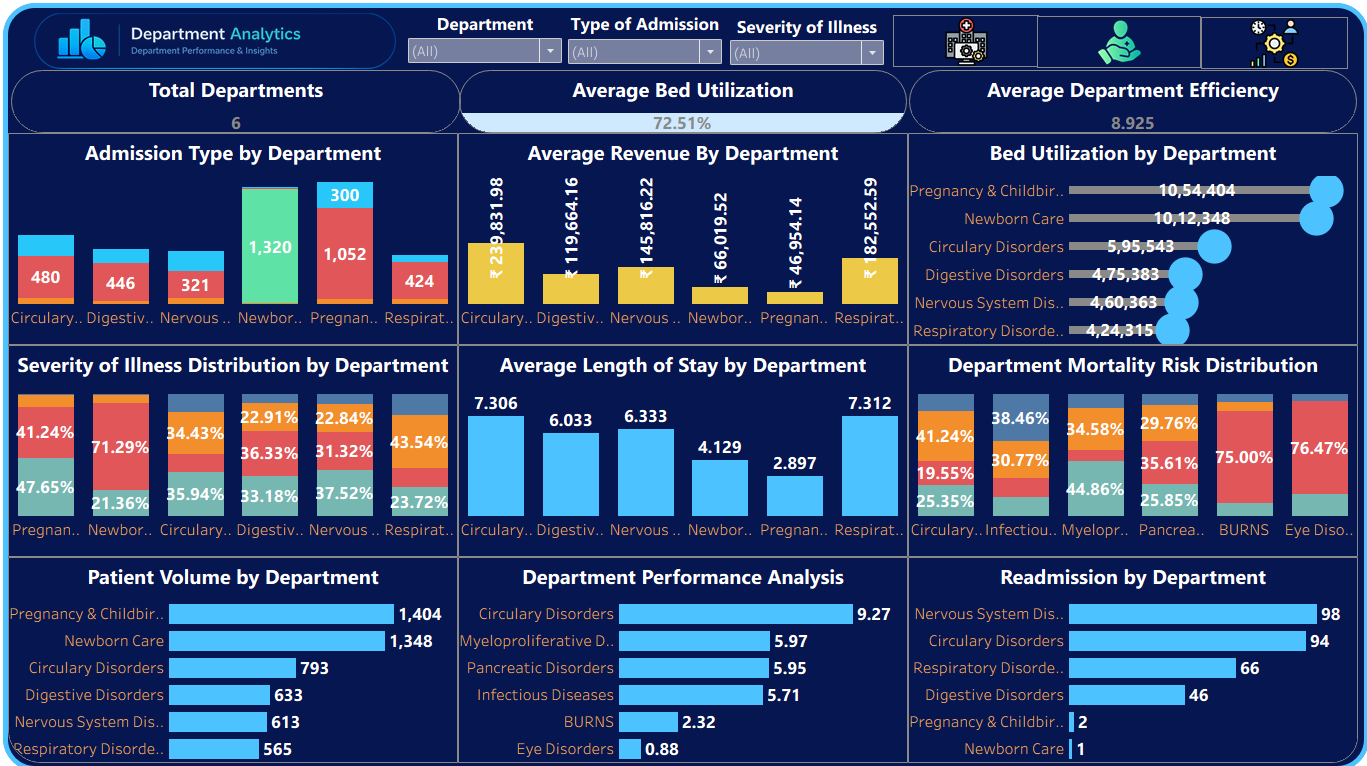 Department Analytics
Department Performance & Insights
Department
(All)
Type of Admission
(All)
Severity of Illness
(All)
Total Departments
6
Average Bed Utilization
72.51%
Average Department Efficiency
8.925
Admission Type by Department
480
446
321
1,320
300
1,052
424
Circulary.. Digestiv.. Nervous .. Newbor.. Pregnan.. Respirat..
Average Revenue By Department
₹ 239,831.98
₹ 119,664.16
₹ 145,816.22
₹ 66,019.52
₹ 46,954.14
₹ 182,552.59
Circulary.. Digestiv.. Nervous .. Newbor.. Pregnan.. Respirat..
Bed Utilization by Department
Pregnancy & Childbir.. 10,54,404
Newborn Care 10,12,348
Circulary Disorders 5,95,543
Digestive Disorders 4,75,383
Nervous System Dis.. 4,60,363
Respiratory Disorde.. 4,24,315
Severity of Illness Distribution by Department
41.24%
47.65%
71.29%
21.36%
34.43%
35.94%
22.91%
36.33%
33.18%
22.84%
31.32%
37.52%
43.54%
23.72%
Pregnan.. Newbor.. Circulary.. Digestiv.. Nervous .. Respirat..
Average Length of Stay by Department
7.306
6.033
6.333
4.129
2.897
7.312
Circulary.. Digestiv.. Nervous .. Newbor.. Pregnan.. Respirat..
Department Mortality Risk Distribution
41.24%
19.55%
25.35%
38.46%
30.77%
34.58%
44.86%
29.76%
35.61%
25.85%
75.00%
76.47%
Circulary.. Infectiou.. Myelopr.. Pancrea.. BURNS Eye Diso..
Patient Volume by Department
Pregnancy & Childbir.. 1,404
Newborn Care 1,348
Circulary Disorders 793
Digestive Disorders 633
Nervous System Dis.. 613
Respiratory Disorde.. 565
Department Performance Analysis
Circulary Disorders 9.27
Myeloproliferative D.. 5.97
Pancreatic Disorders 5.95
Infectious Diseases 5.71
BURNS 2.32
Eye Disorders 0.88
Readmission by Department
Nervous System Dis.. 98
Circulary Disorders 94
Respiratory Disorde.. 66
Digestive Disorders 46
Pregnancy & Childbir.. 2
Newborn Care 1